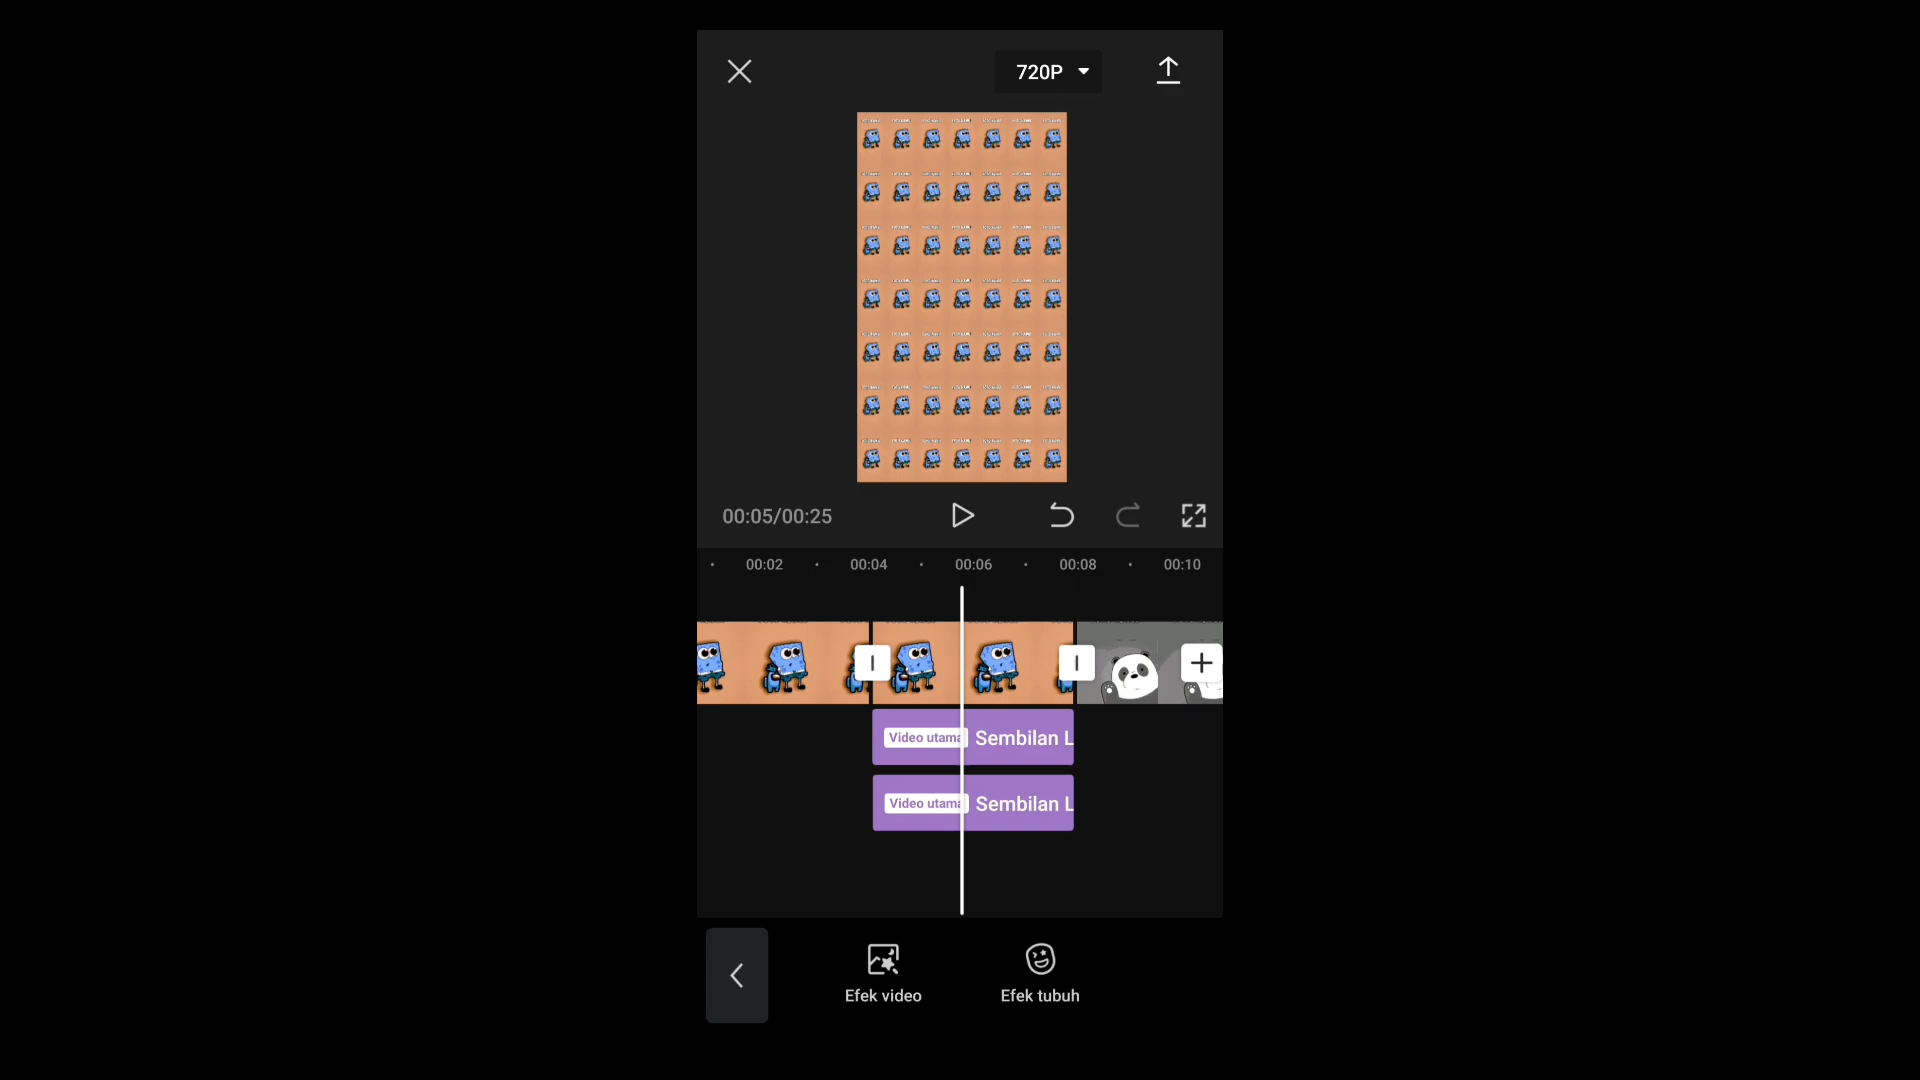 720P
00:05/00:25
00:02 00:04 00:06 00:08 00:10
Video utama Sembilan L
Video utama Sembilan L
Efek video Efek tubuh